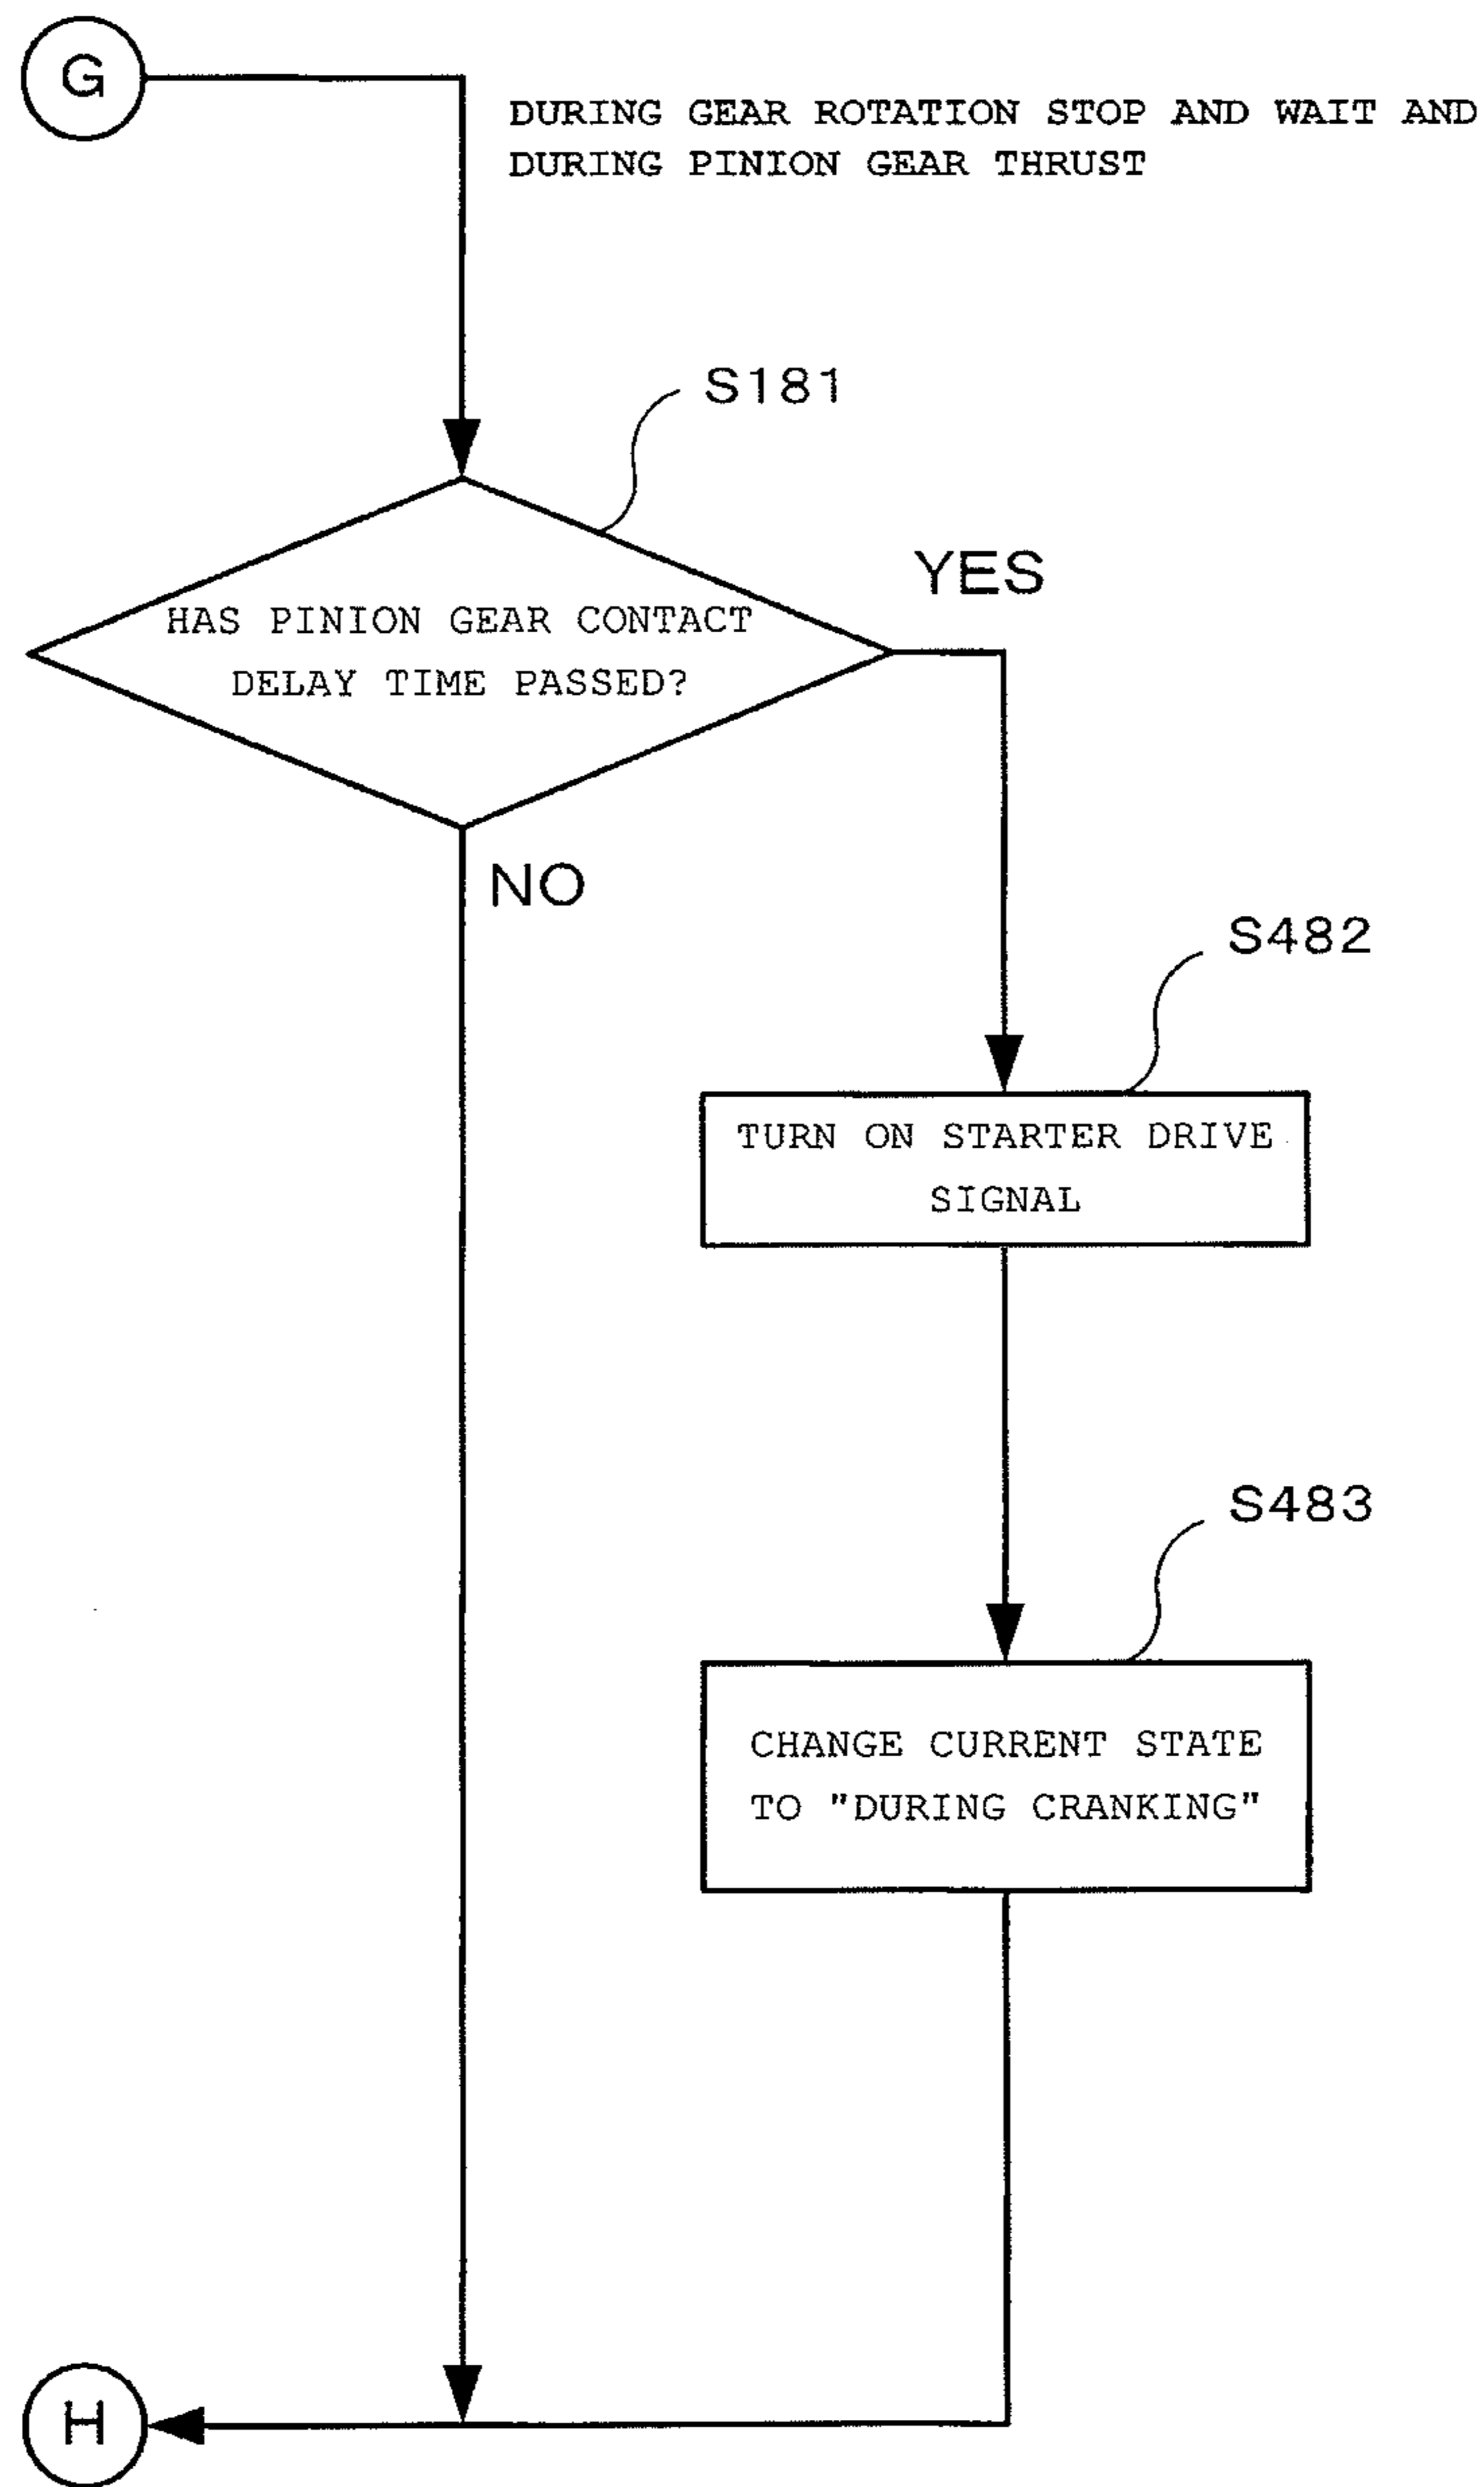 G
DURING GEAR ROTATION STOP AND WAIT AND
DURING PINION GEAR THRUST
S181
YES
HAS PINION GEAR CONTACT
DELAY TIME PASSED?
NO
S482
TURN ON STARTER DRIVE
SIGNAL
S483
CHANGE CURRENT STATE
TO "DURING CRANKING"
H